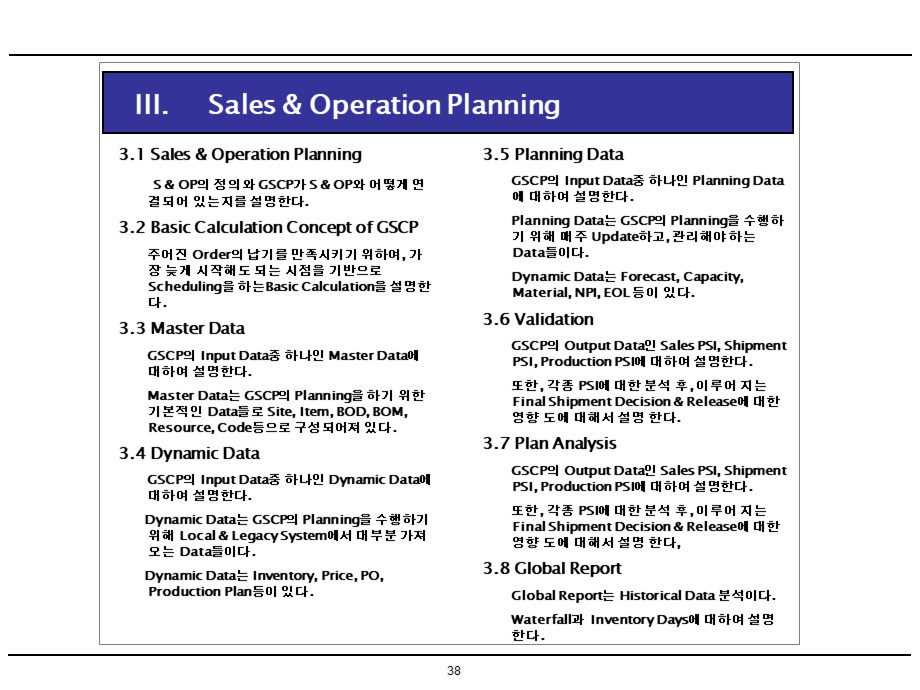 III. Sales & Operation Planning
3.1 Sales & Operation Planning
S & OP의 정의와 GSCP가 S & OP와 어떻게 연
결되어 있는지를 설명한다.
3.2 Basic Calculation Concept of GSCP
주어진 Order의 납기를 만족시키기 위하여, 가
장 늦게 시작해도 되는 시점을 기반으로
Scheduling을 하는Basic Calculation을 설명한
다.
3.3 Master Data
GSCP의 Input Data중 하나인 Master Data에
대하여 설명한다.
Master Data는 GSCP의 Planning을 하기 위한
기본적인 Data들로 Site, Item, BOD, BOM,
Resource, Code등으로 구성되어져 있다.
3.4 Dynamic Data
GSCP의 Input Data중 하나인 Dynamic Data에
대하여 설명한다.
Dynamic Data는 GSCP의 Planning을 수행하기
위해 Local & Legacy System에서 대부분 가져
오는 Data들이다.
Dynamic Data는 Inventory, Price, PO,
Production Plan등이 있다.
3.5 Planning Data
GSCP의 Input Data중 하나인 Planning Data
에 대하여 설명한다.
Planning Data는 GSCP의 Planning을 수행하
기 위해 매주 Update하고, 관리해야 하는
Data들이다.
Dynamic Data는 Forecast, Capacity,
Material, NPI, EOL 등이 있다.
3.6 Validation
GSCP의 Output Data인 Sales PSI, Shipment
PSI, Production PSI에 대하여 설명한다.
또한, 각종 PSI에 대한 분석 후, 이루어 지는
Final Shipment Decision & Release에 대한
영향 도에 대해서 설명 한다.
3.7 Plan Analysis
GSCP의 Output Data인 Sales PSI, Shipment
PSI, Production PSI에 대하여 설명한다.
또한, 각종 PSI에 대한 분석 후, 이루어 지는
Final Shipment Decision & Release에 대한
영향 도에 대해서 설명 한다,
3.8 Global Report
Global Report는 Historical Data 분석이다.
Waterfall과 Inventory Days에 대하여 설명
한다.
38